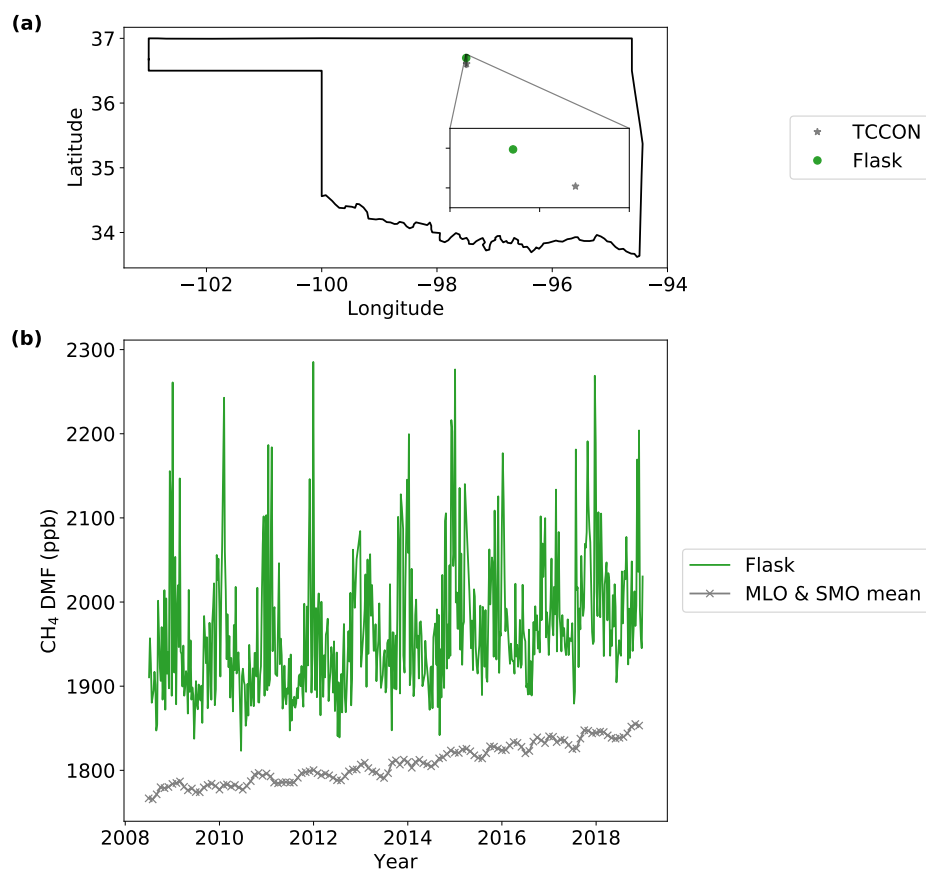 (a)
37
36
35
34
Latitude
−102
−100
−98
−96
−94
Longitude
TCCON
Flask
(b)
2300
2200
2100
2000
1900
1800
CH₄ DMF (ppb)
2008
2010
2012
2014
2016
2018
Year
Flask
MLO & SMO mean